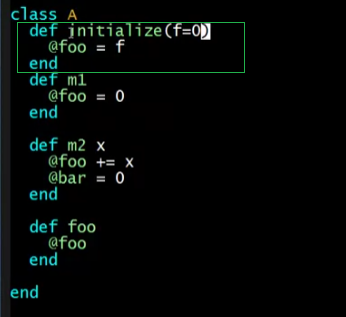 class A
  def initialize(f=0)
    @foo = f
  end
  def m1
    @foo = 0
  end

  def m2 x
    @foo += x
    @bar = 0
  end

  def foo
    @foo
  end

end